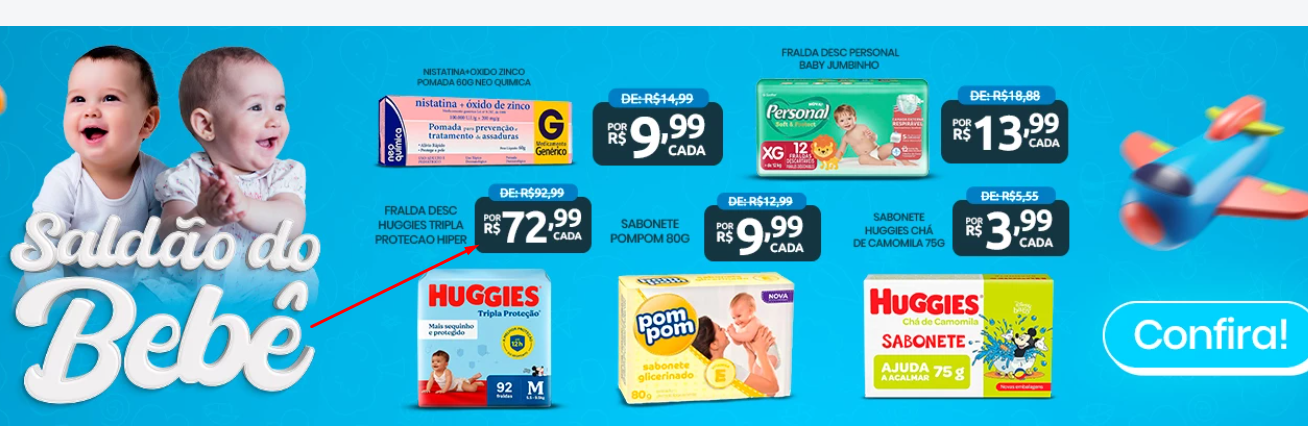 Saldão do
Bebê
NISTATINA+OXIDO ZINCO
POMADA 60G NEO QUIMICA
nistatina + óxido de zinco
Pomada para prevenção e
tratamento de assaduras
neo química
G
Medicamento
Genérico
DE: R$14,99
POR
R$ 9,99
CADA
FRALDA DESC PERSONAL
BABY JUMBINHO
Personal
Soft & Protect
XG
12
FRALDAS
DESCARTÁVEIS
DE: R$18,88
POR
R$ 13,99
CADA
FRALDA DESC
HUGGIES TRIPLA
PROTECAO HIPER
DE: R$92,99
POR
R$ 72,99
CADA
HUGGIES
Tripla Proteção
Mais sequinho
e protegido
12h
92
fraldas
M
SABONETE
POMPOM 80G
DE: R$12,99
POR
R$ 9,99
CADA
NOVA
pom
pom
sabonete
glicerinado
E
80g
SABONETE
HUGGIES CHÁ
DE CAMOMILA 75G
DE: R$5,55
POR
R$ 3,99
CADA
HUGGIES
Chá de Camomila
SABONETE
AJUDA
A ACALMAR
75 g
Disney
baby
Novas embalagens
Confira!